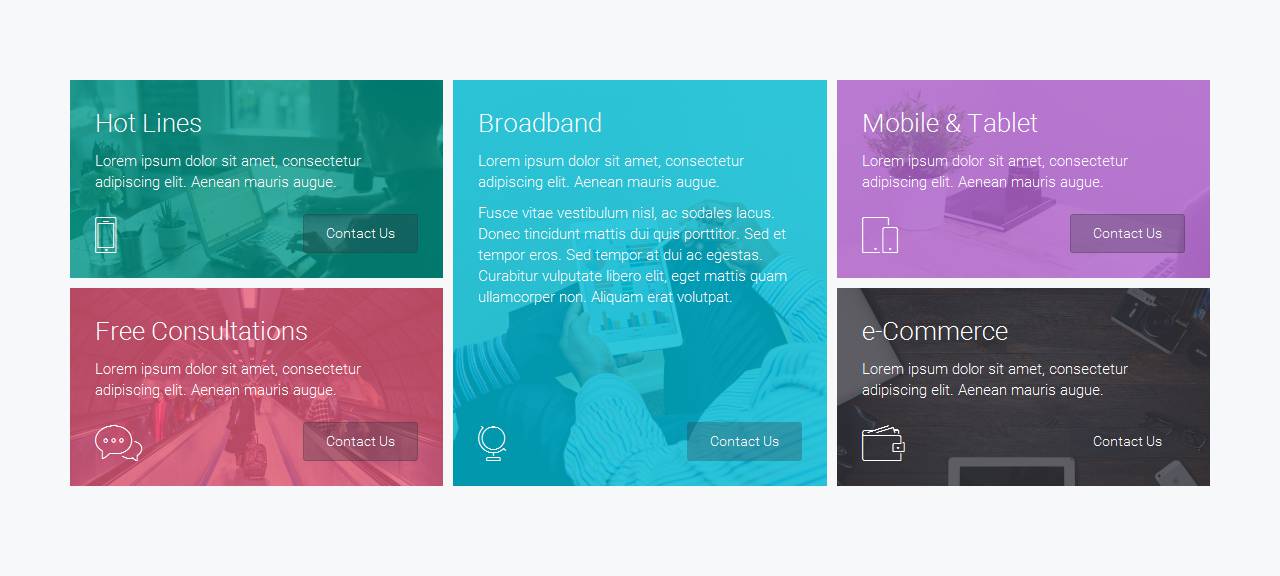 Hot Lines
Lorem ipsum dolor sit amet, consectetur
adipiscing elit. Aenean mauris augue.
Contact Us
Free Consultations
Lorem ipsum dolor sit amet, consectetur
adipiscing elit. Aenean mauris augue.
Contact Us
Broadband
Lorem ipsum dolor sit amet, consectetur
adipiscing elit. Aenean mauris augue.
Fusce vitae vestibulum nisl, ac sodales lacus.
Donec tincidunt mattis dui quis porttitor. Sed et
tempor eros. Sed tempor at dui ac egestas.
Curabitur vulputate libero elit, eget mattis quam
ullamcorper non. Aliquam erat volutpat.
Contact Us
Mobile & Tablet
Lorem ipsum dolor sit amet, consectetur
adipiscing elit. Aenean mauris augue.
Contact Us
e-Commerce
Lorem ipsum dolor sit amet, consectetur
adipiscing elit. Aenean mauris augue.
Contact Us